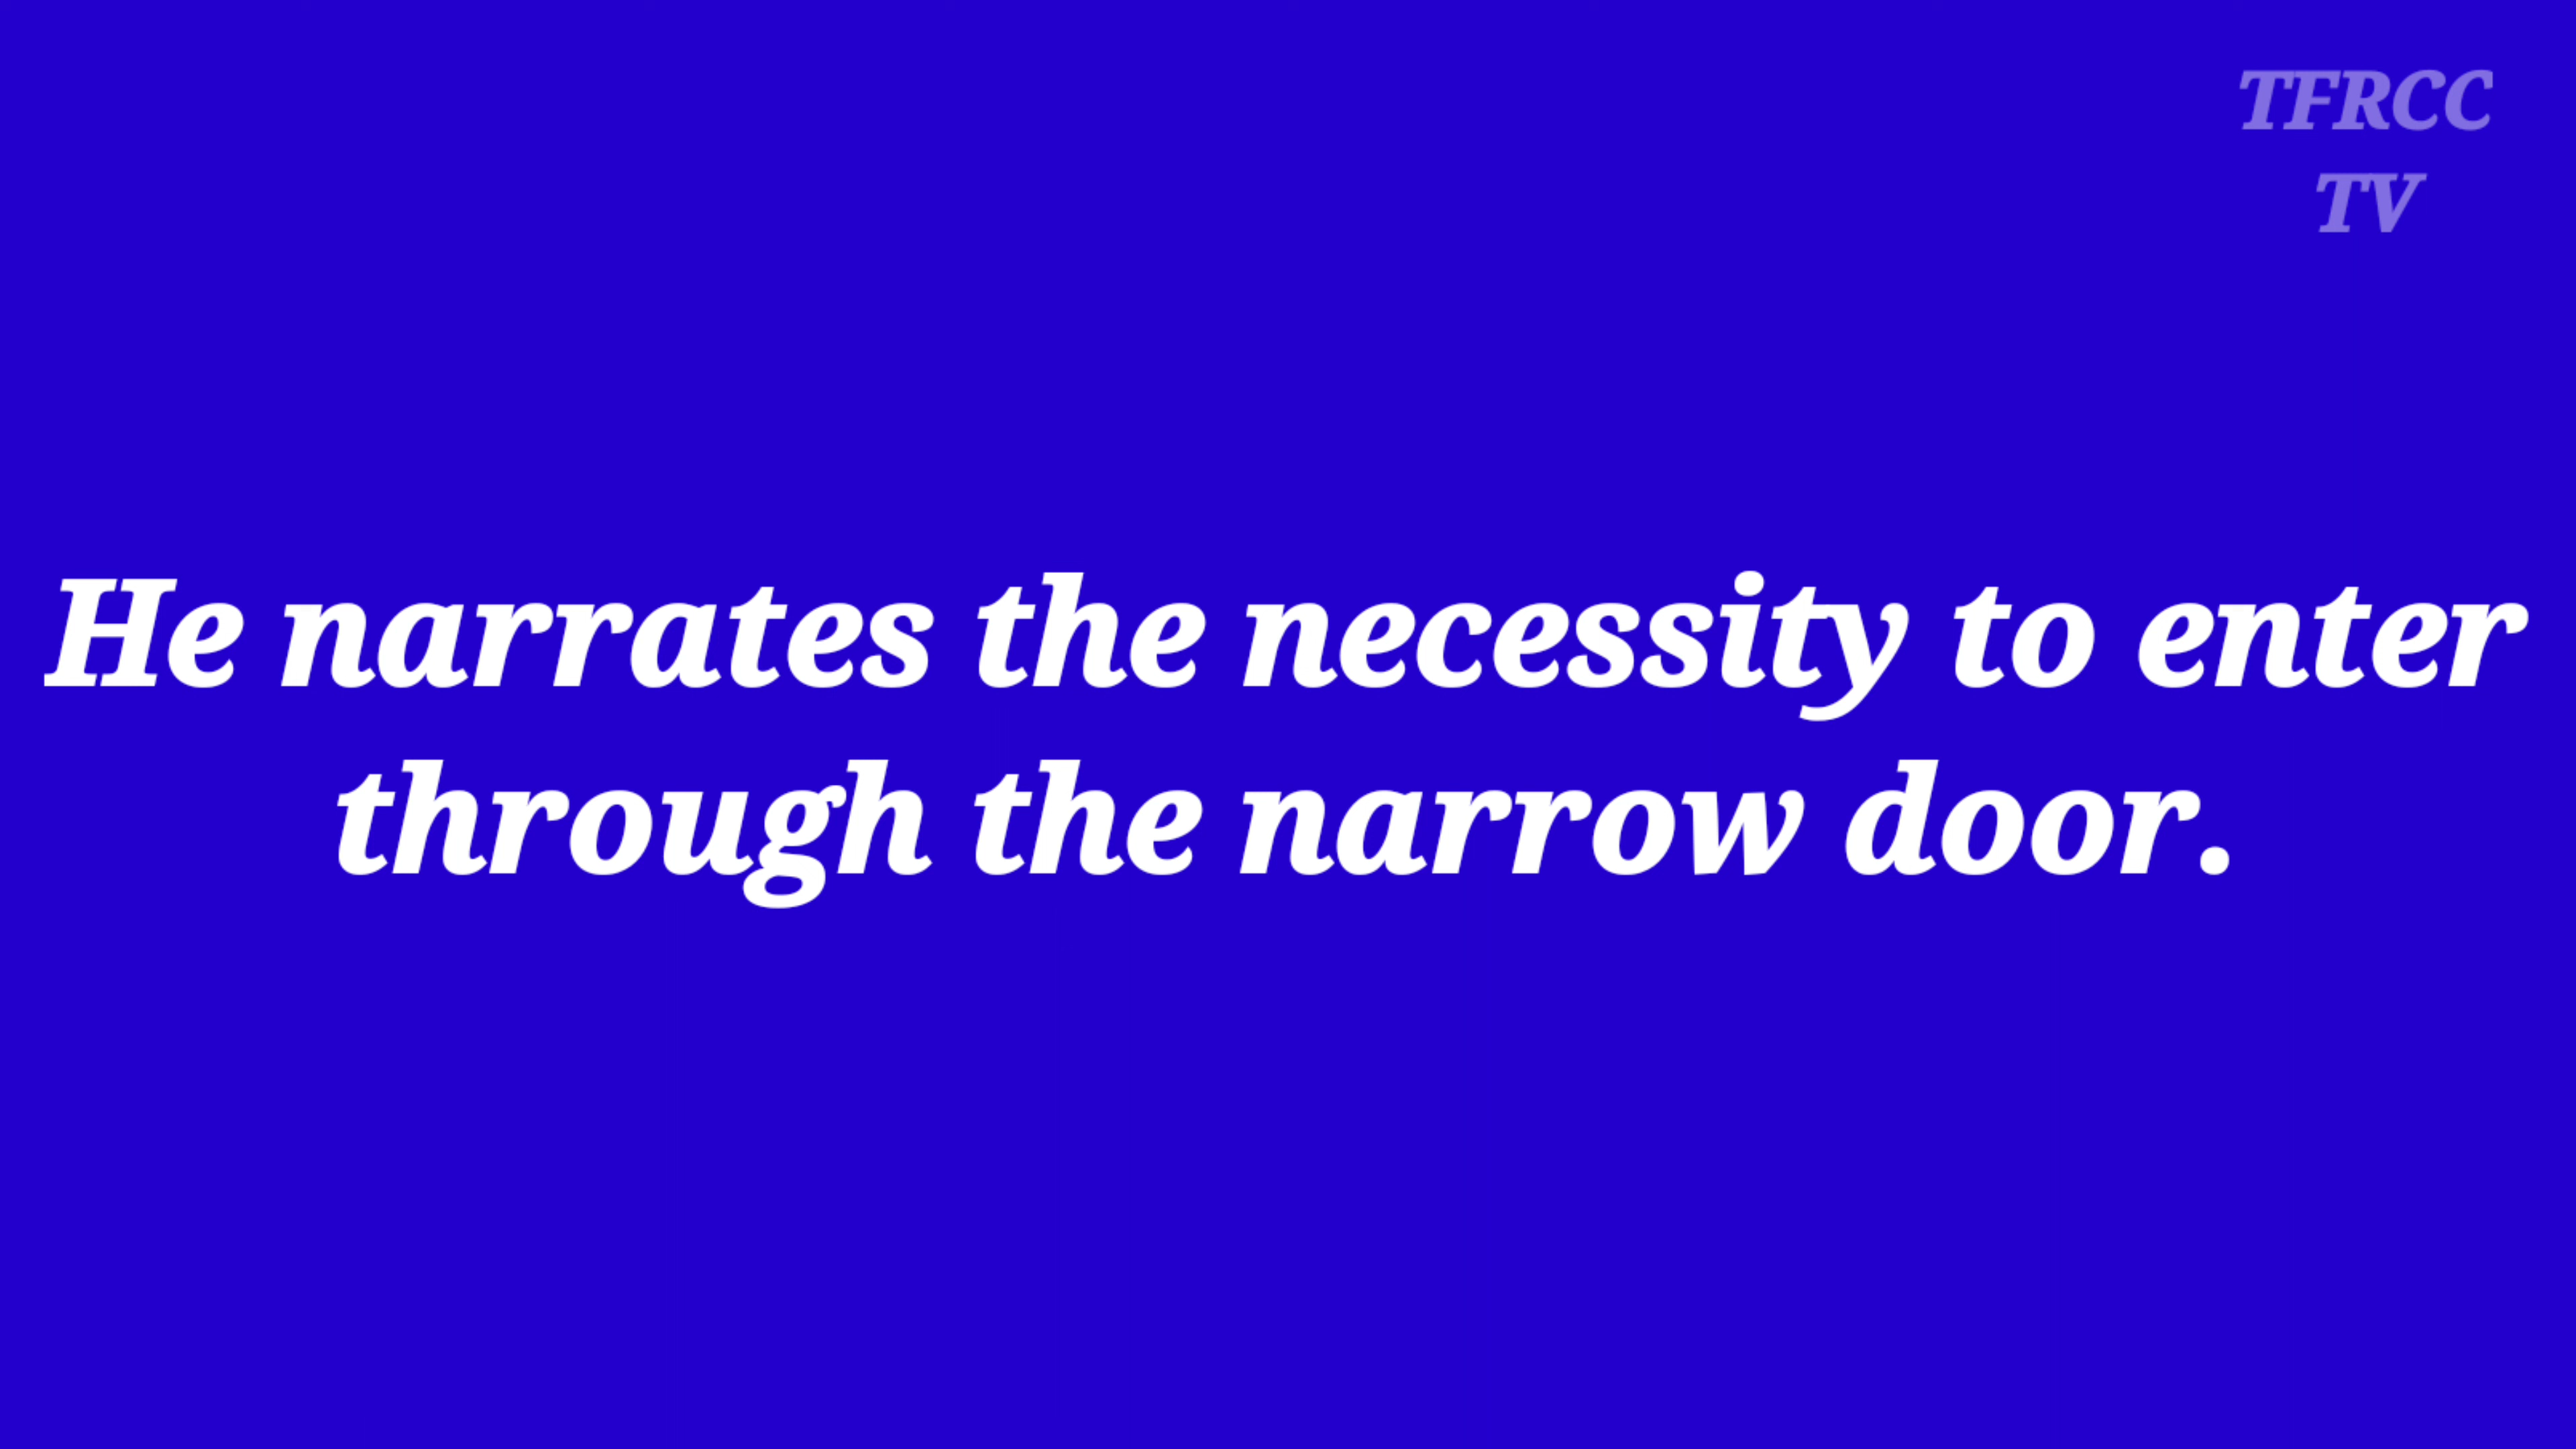 TFRCC
TV
He narrates the necessity to enter
through the narrow door.